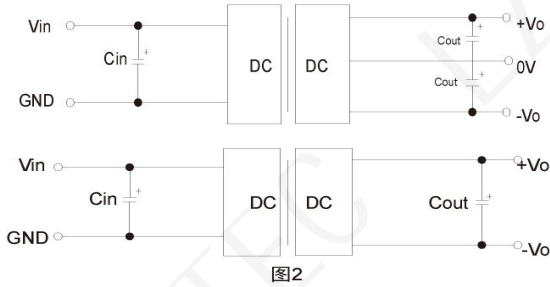 Vin
+
Cin
GND
DC
DC
+
Cout
+
Cout
+Vo
0V
-Vo
Vin
+
Cin
GND
DC
DC
+
Cout
+Vo
-Vo
图2